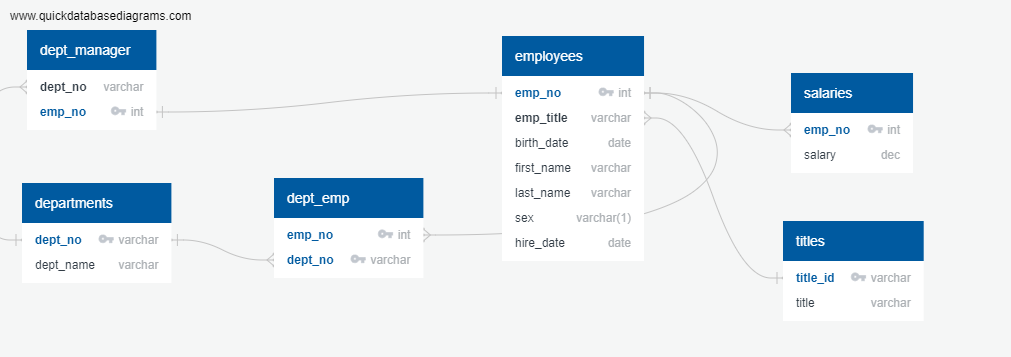 www.quickdatabasediagrams.com
dept_manager
dept_no varchar
emp_no int
departments
dept_no varchar
dept_name varchar
dept_emp
emp_no int
dept_no varchar
employees
emp_no int
emp_title varchar
birth_date date
first_name varchar
last_name varchar
sex varchar(1)
hire_date date
salaries
emp_no int
salary dec
titles
title_id varchar
title varchar